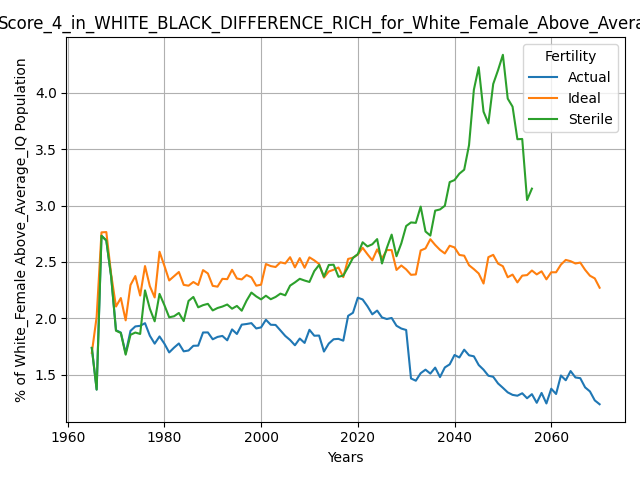 Score_4_in_WHITE_BLACK_DIFFERENCE_RICH_for_White_Female_Above_Avera
% of White_Female Above_Average_IQ Population
4.0
3.5
3.0
2.5
2.0
1.5
Fertility
Actual
Ideal
Sterile
1960 1980 2000 2020 2040 2060
Years